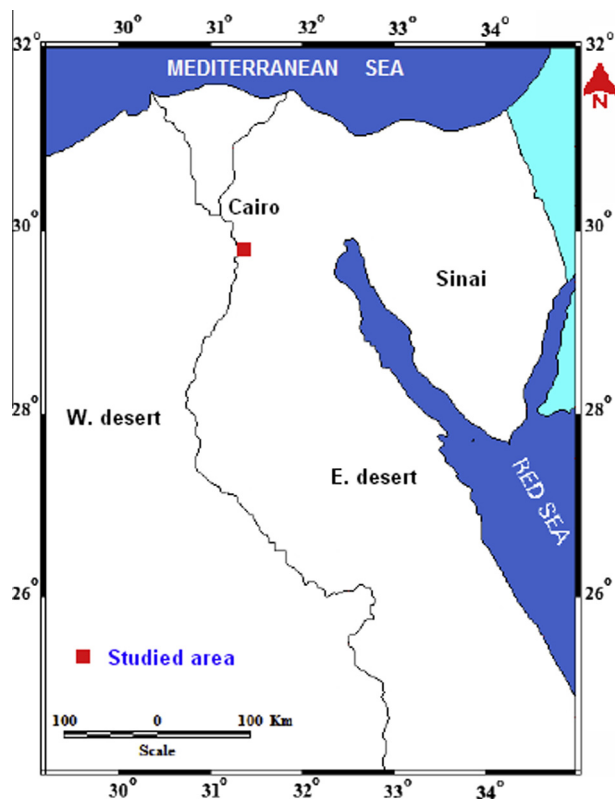 30° 31° 32° 33° 34°
32° 32°
MEDITERRANEAN SEA
N
30° Cairo 30°
Sinai
28° 28°
W. desert
E. desert
RED SEA
26° 26°
Studied area
100 0 100 Km
Scale
30° 31° 32° 33° 34°